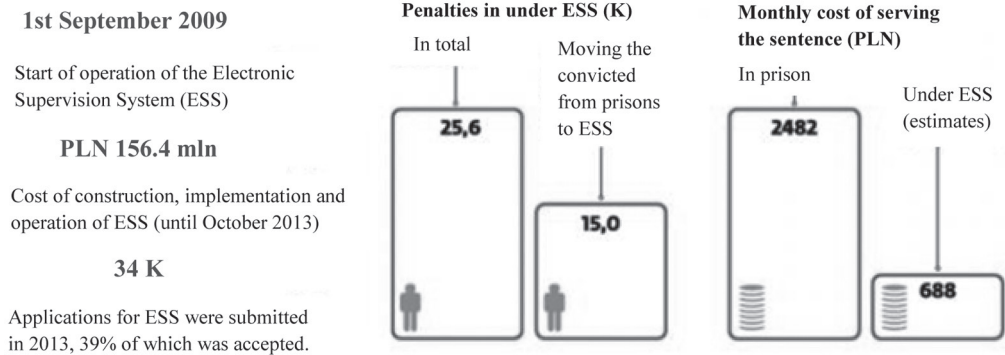 1st September 2009
Start of operation of the Electronic
Supervision System (ESS)
PLN 156.4 mln
Cost of construction, implementation and
operation of ESS (until October 2013)
34 K
Applications for ESS were submitted
in 2013, 39% of which was accepted.
Penalties in under ESS (K)
In total
25,6
Moving the
convicted
from prisons
to ESS
15,0
Monthly cost of serving
the sentence (PLN)
In prison
2482
Under ESS
(estimates)
688